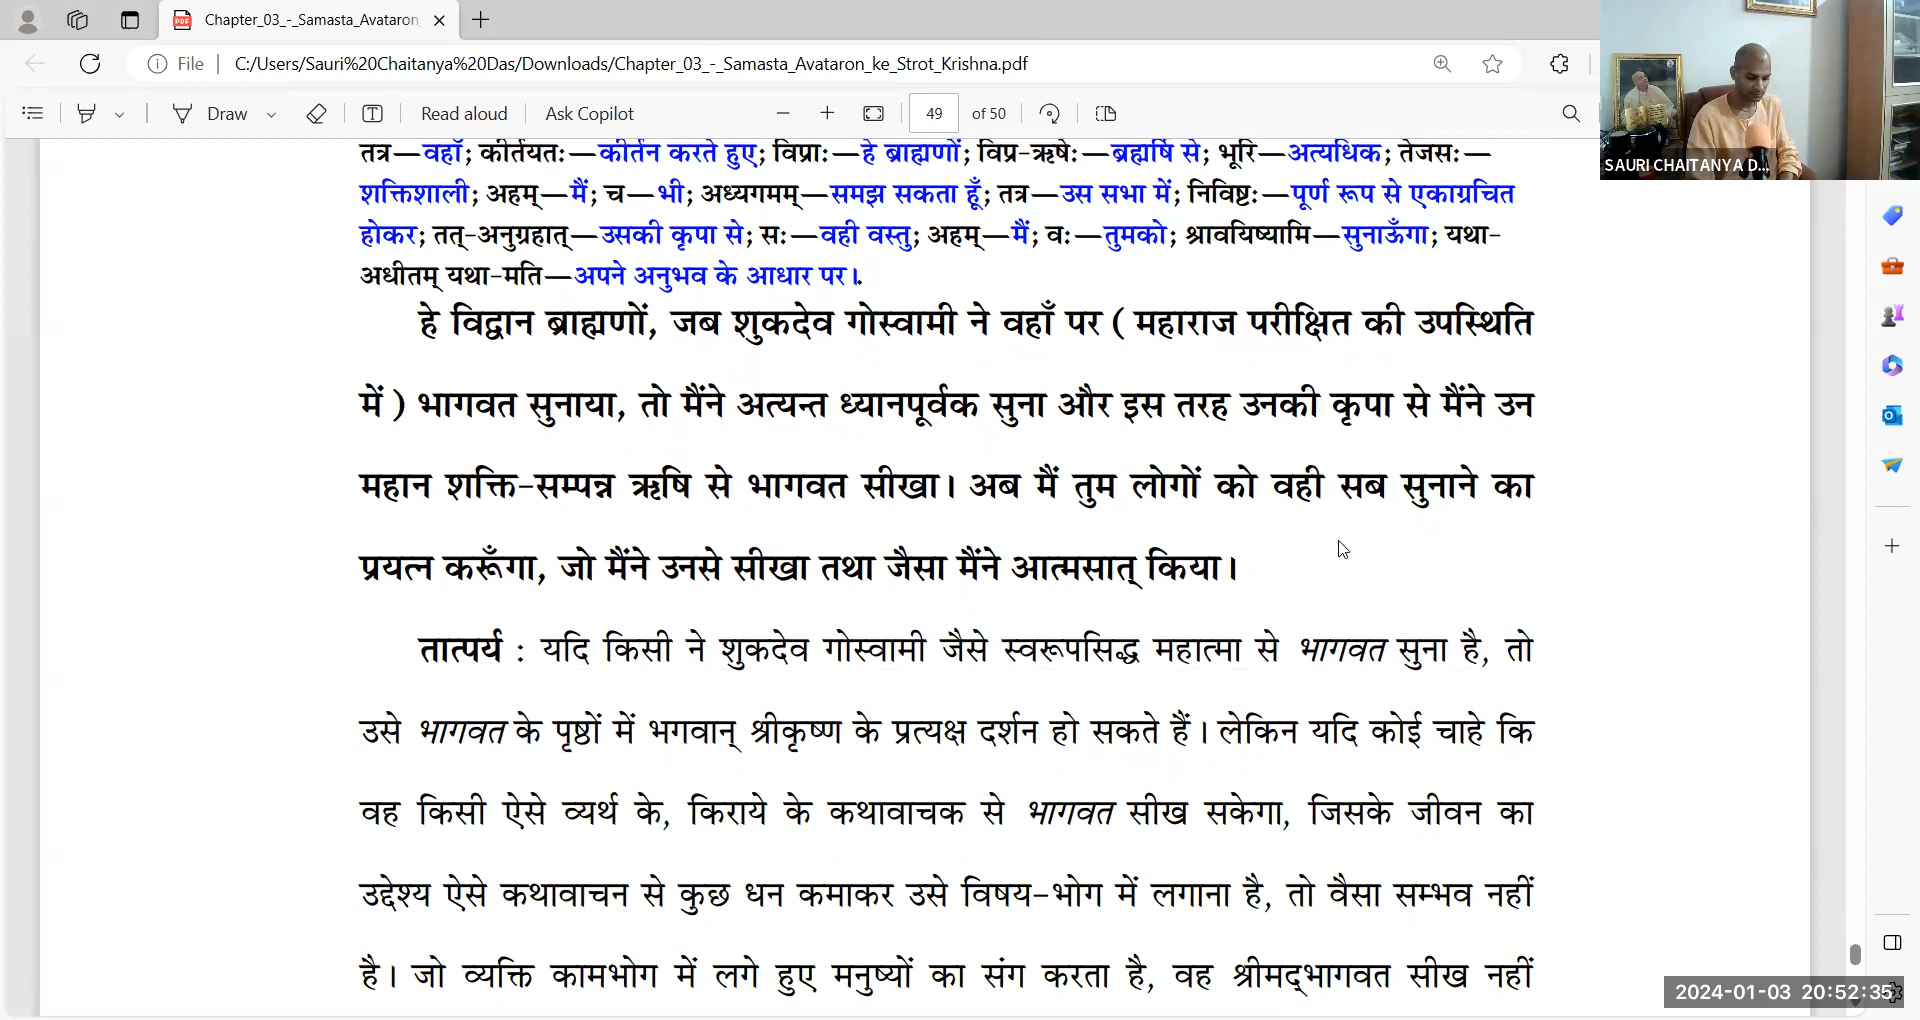 Chapter_03_-_Samasta_Avataron
File
C:/Users/Sauri%20Chaitanya%20Das/Downloads/Chapter_03_-_Samasta_Avataron_ke_Strot_Krishna.pdf
Draw
Read aloud
Ask Copilot
49 of 50
SAURI CHAITANYA D...
तत्र—वहाँ; कीर्तयतः—कीर्तन करते हुए; विप्राः—हे ब्राह्मणों; विप्र-ऋषेः—ब्रह्मर्षि से; भूरि—अत्यधिक; तेजसः—
शक्तिशाली; अहम्—मैं; च—भी; अध्यगमम्—समझ सकता हूँ; तत्र—उस सभा में; निविष्टः—पूर्ण रूप से एकाग्रचित
होकर; तत्-अनुग्रहात्—उसकी कृपा से; सः—वही वस्तु; अहम्—मैं; वः—तुमको; श्रावयिष्यामि—सुनाऊँगा; यथा-
अधीतम् यथा-मति—अपने अनुभव के आधार पर।.
हे विद्वान ब्राह्मणों, जब शुकदेव गोस्वामी ने वहाँ पर ( महाराज परीक्षित की उपस्थिति
में ) भागवत सुनाया, तो मैंने अत्यन्त ध्यानपूर्वक सुना और इस तरह उनकी कृपा से मैंने उन
महान शक्ति-सम्पन्न ऋषि से भागवत सीखा। अब मैं तुम लोगों को वही सब सुनाने का
प्रयत्न करूँगा, जो मैंने उनसे सीखा तथा जैसा मैंने आत्मसात् किया।
तात्पर्य : यदि किसी ने शुकदेव गोस्वामी जैसे स्वरूपसिद्ध महात्मा से भागवत सुना है, तो
उसे भागवत के पृष्ठों में भगवान् श्रीकृष्ण के प्रत्यक्ष दर्शन हो सकते हैं। लेकिन यदि कोई चाहे कि
वह किसी ऐसे व्यर्थ के, किराये के कथावाचक से भागवत सीख सकेगा, जिसके जीवन का
उद्देश्य ऐसे कथावाचन से कुछ धन कमाकर उसे विषय-भोग में लगाना है, तो वैसा सम्भव नहीं
है। जो व्यक्ति कामभोग में लगे हुए मनुष्यों का संग करता है, वह श्रीमद्भागवत सीख नहीं
2024-01-03 20:52:35